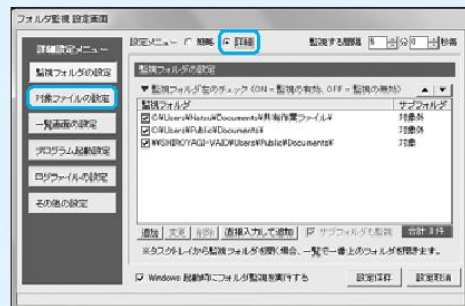 フォルダ監視 設定画面
詳細設定メニュー
監視フォルダの設定
対象ファイルの設定
一覧画面の設定
プログラム起動設定
ログファイルの設定
その他の設定
設定メニュー 簡略 詳細 監視する間隔 5 分 0 秒毎
監視フォルダの設定
▼監視フォルダ左のチェック (ON = 監視の有効、OFF = 監視の無効) ▲ ▼
監視フォルダ サブフォルダ
C:¥Users¥Natsu¥Documents¥共有作業ファイル¥ 対象外
C:¥Users¥Public¥Documents¥ 対象外
¥¥SHIROYAGI-VAIO¥Users¥Public¥Documents¥ 対象
追加 変更 削除 直接入力して追加 サブフォルダも監視 合計 3 件
※タスクトレイから監視フォルダを開く場合、一覧で一番上のフォルダを開きます。
Windows 起動時にフォルダ監視を実行する 設定保存 設定取消